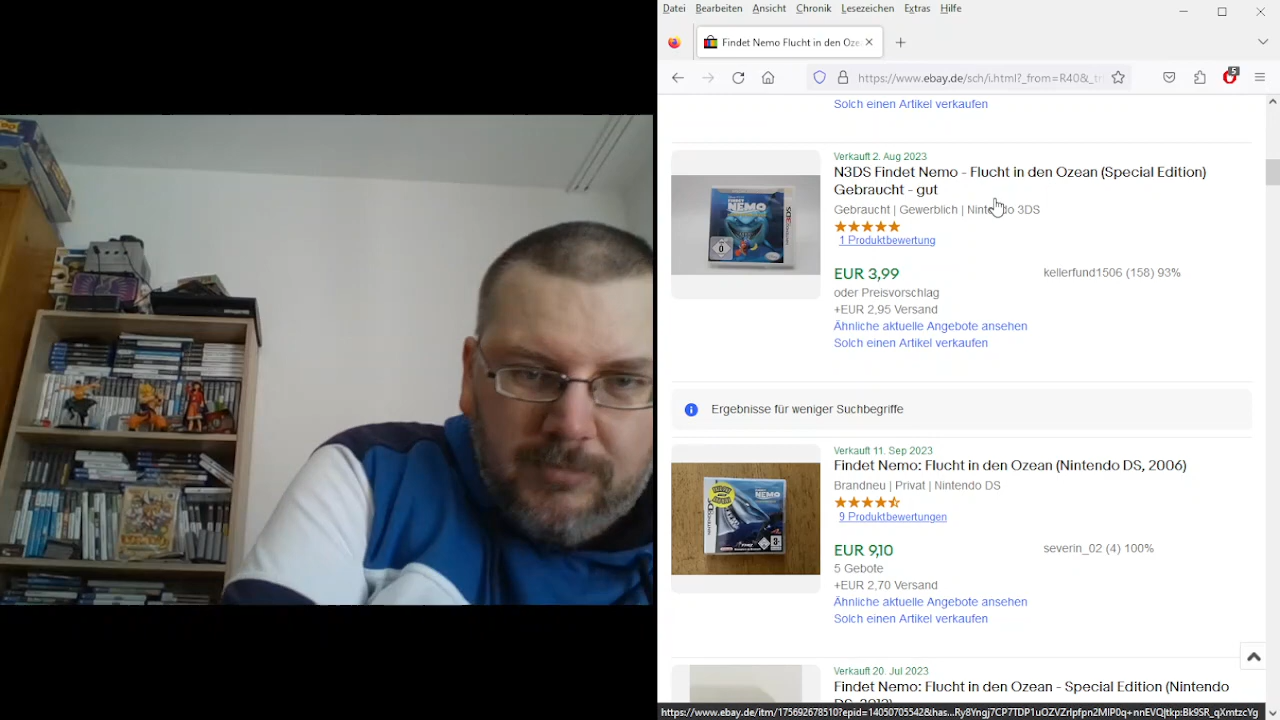 Datei Bearbeiten Ansicht Chronik Lesezeichen Extras Hilfe
Findet Nemo Flucht in den Oze
5
https://www.ebay.de/sch/i.html?_from=R40&_t
Solch einen Artikel verkaufen
Verkauft 2. Aug 2023
N3DS Findet Nemo - Flucht in den Ozean (Special Edition)
Gebraucht - gut
Gebraucht | Gewerblich | Nintendo 3DS
1 Produktbewertung
EUR 3,99
kellerfund1506 (158) 93%
oder Preisvorschlag
+EUR 2,95 Versand
Ähnliche aktuelle Angebote ansehen
Solch einen Artikel verkaufen
NEMO
Ergebnisse für weniger Suchbegriffe
Verkauft 11. Sep 2023
Findet Nemo: Flucht in den Ozean (Nintendo DS, 2006)
Brandneu | Privat | Nintendo DS
9 Produktbewertungen
EUR 9,10
severin_02 (4) 100%
5 Gebote
+EUR 2,70 Versand
Ähnliche aktuelle Angebote ansehen
Solch einen Artikel verkaufen
NEMO
Verkauft 20. Jul 2023
Findet Nemo: Flucht in den Ozean - Special Edition (Nintendo